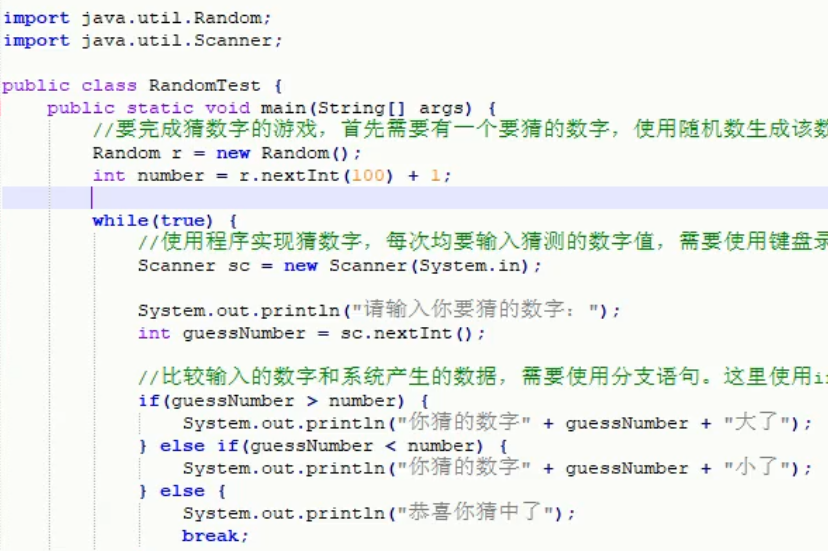 import java.util.Random;
import java.util.Scanner;
public class RandomTest {
public static void main(String[] args) {
//要完成猜数字的游戏，首先需要有一个要猜的数字，使用随机数生成该数
Random r = new Random();
int number = r.nextInt(100) + 1;
while(true) {
//使用程序实现猜数字，每次均要输入猜测的数字值，需要使用键盘录
Scanner sc = new Scanner(System.in);
System.out.println("请输入你要猜的数字：");
int guessNumber = sc.nextInt();
//比较输入的数字和系统产生的数据，需要使用分支语句。这里使用i
if(guessNumber > number) {
System.out.println("你猜的数字" + guessNumber + "大了");
} else if(guessNumber < number) {
System.out.println("你猜的数字" + guessNumber + "小了");
} else {
System.out.println("恭喜你猜中了");
break;